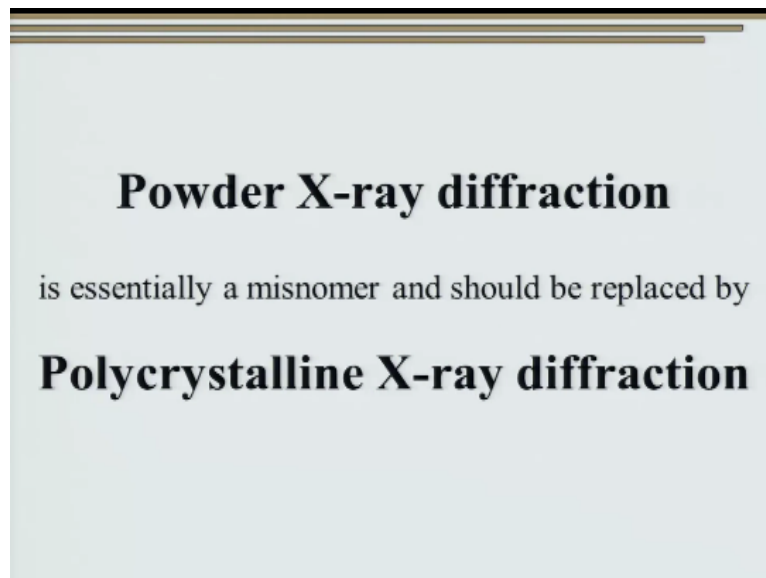 Powder X-ray diffraction
is essentially a misnomer and should be replaced by
Polycrystalline X-ray diffraction